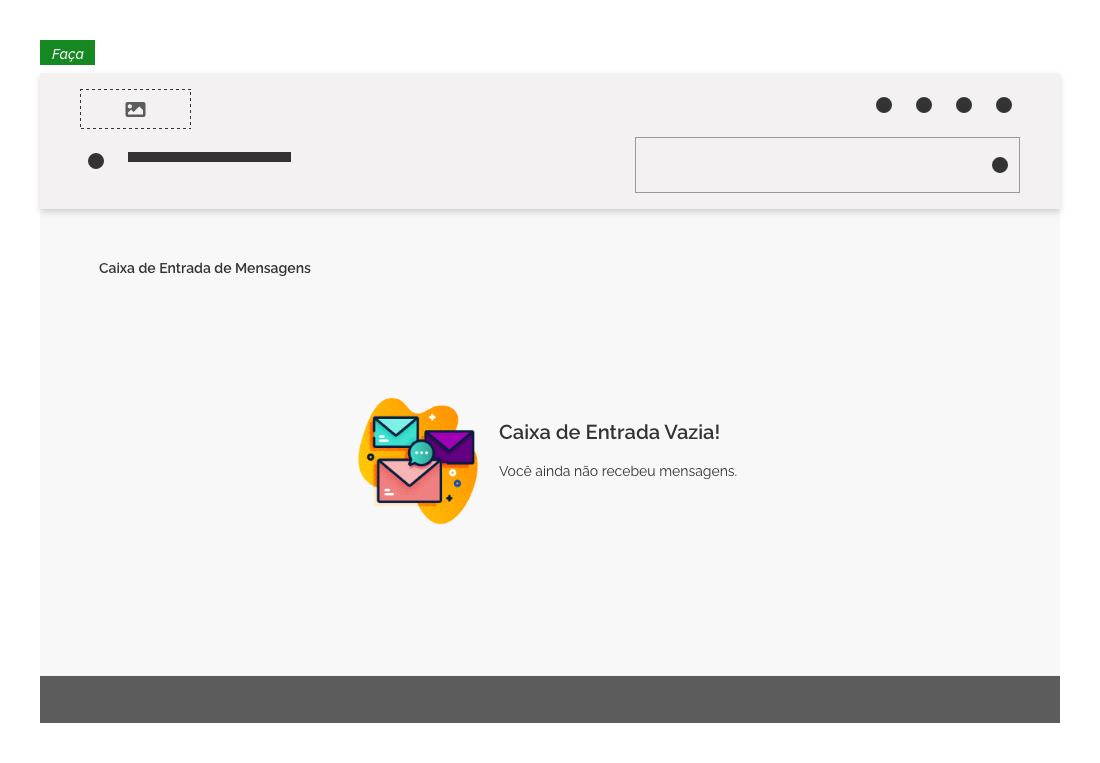 Faça
Caixa de Entrada de Mensagens
Caixa de Entrada Vazia!
Você ainda não recebeu mensagens.